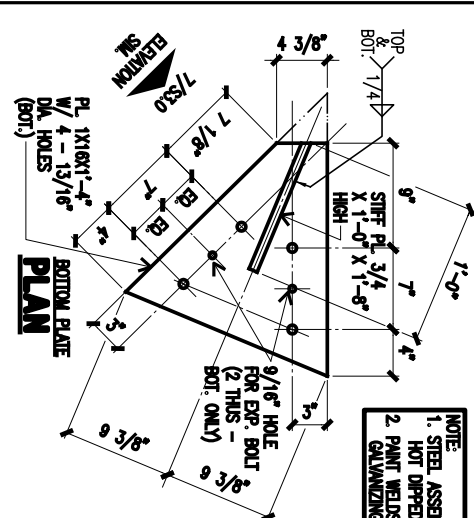 TOP
&
BOT.
1/4
4 3/8"
ELEVATION
SIM.
7/S3.0
7 1/8"
7"
EQ.
EQ.
4"
PL 1X16X1'-4"
W/ 4 - 13/16"
DIA. HOLES
(BOT.)
STIFF PL 3/4
X 1'-0" X 1'-8"
HIGH
9"
7"
4"
1'-0"
3"
3"
9/16" HOLE
FOR EXP. BOLT
(2 THUS -
BOT. ONLY)
9 3/8"
9 3/8"
BOTTOM PLATE
PLAN
NOTE:
1. STEEL ASSE
HOT DIPPED
2. PAINT WELDS
GALVANIZING